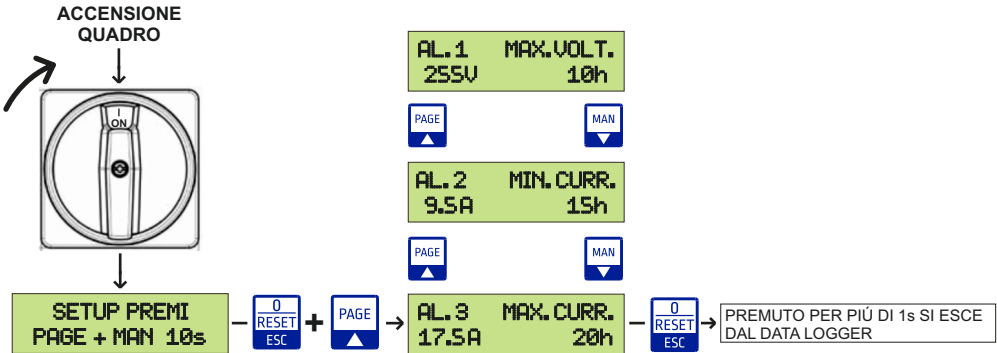 ACCENSIONE
QUADRO
I
ON
AL.1 MAX.VOLT.
255V 10h
PAGE
MAN
AL.2 MIN.CURR.
9.5A 15h
PAGE
MAN
SETUP PREMI
PAGE + MAN 10s
0
RESET
ESC
+
PAGE
AL.3 MAX.CURR.
17.5A 20h
0
RESET
ESC
PREMUTO PER PIÚ DI 1s SI ESCE
DAL DATA LOGGER